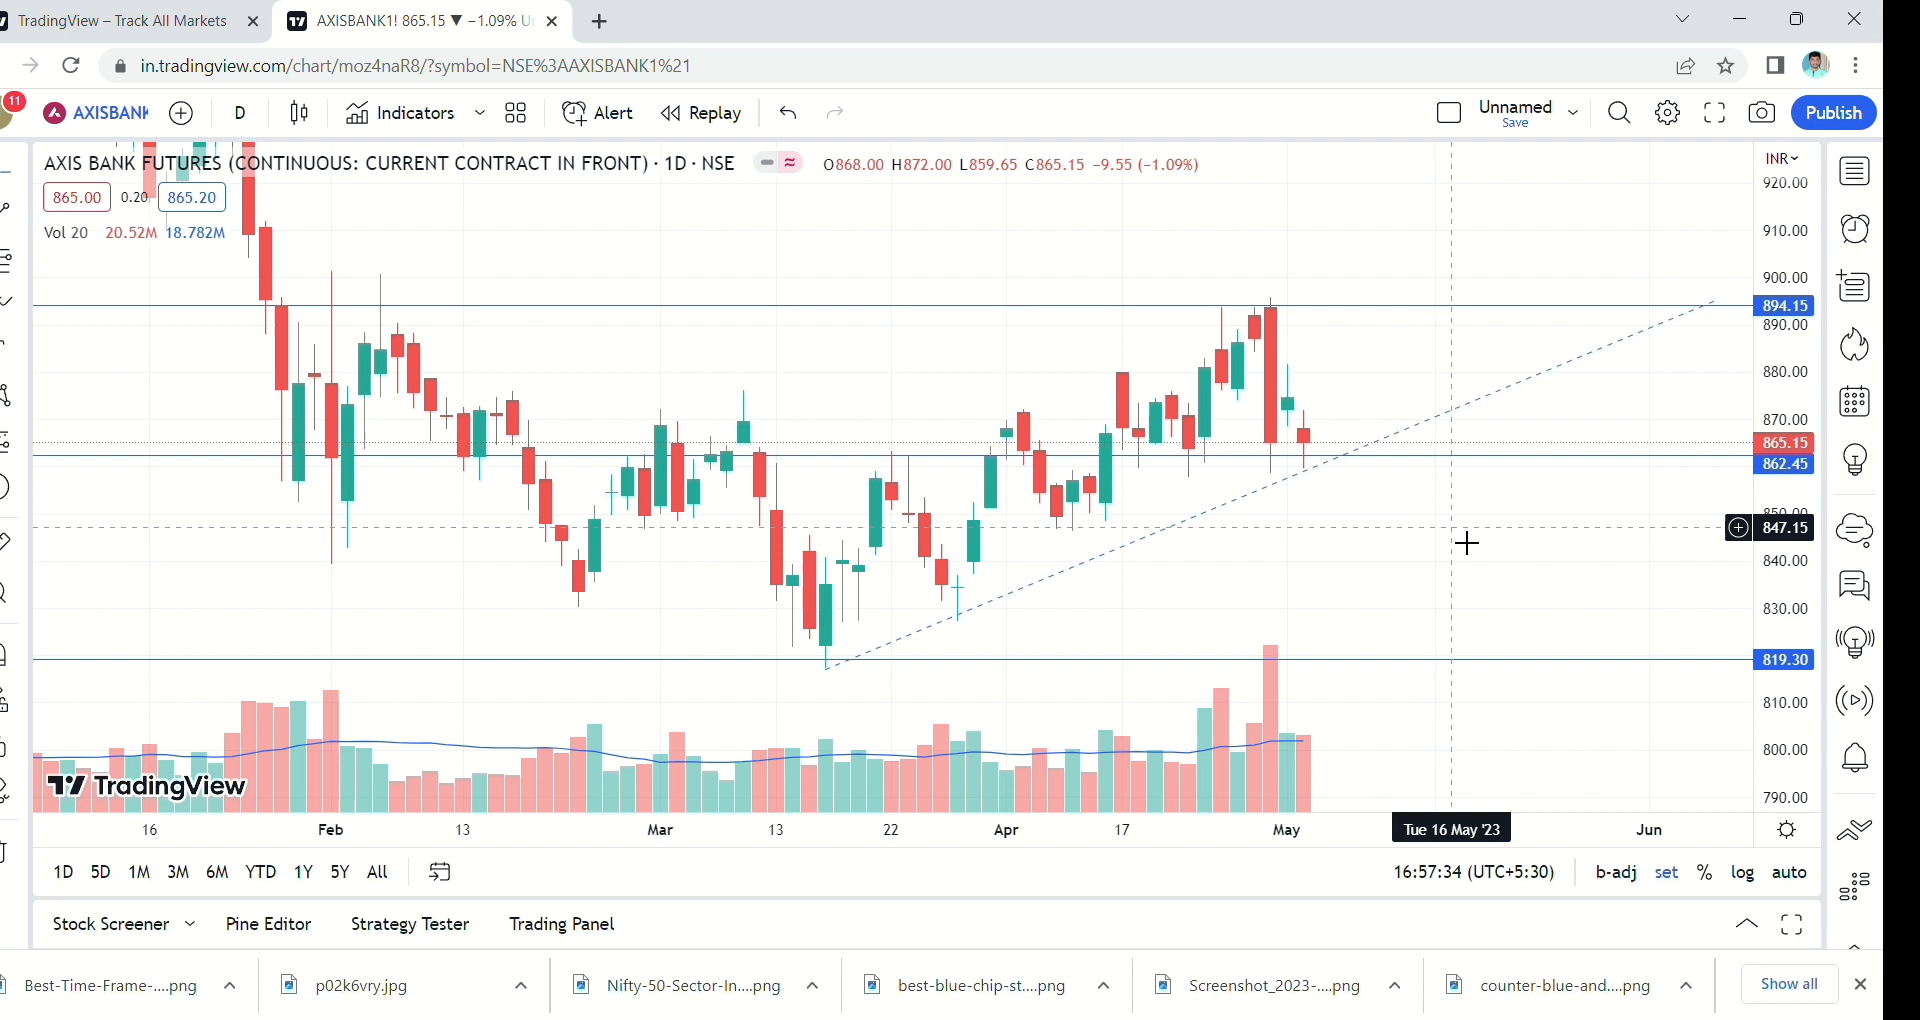 TradingView – Track All Markets
AXISBANK1! 865.15 ▼ −1.09% U
in.tradingview.com/chart/moz4naR8/?symbol=NSE%3AAXISBANK1%21
11
AXISBANK
D
Indicators
Alert
Replay
Unnamed
Save
Publish
AXIS BANK FUTURES (CONTINUOUS: CURRENT CONTRACT IN FRONT) · 1D · NSE
O868.00 H872.00 L859.65 C865.15 −9.55 (−1.09%)
INR
865.00 0.20 865.20
Vol 20 20.52M 18.782M
920.00
910.00
900.00
894.15
890.00
880.00
870.00
865.15
862.45
850.00
847.15
840.00
830.00
819.30
810.00
800.00
790.00
TradingView
16 Feb 13 Mar 13 22 Apr 17 May Tue 16 May '23 Jun
1D 5D 1M 3M 6M YTD 1Y 5Y All
16:57:34 (UTC+5:30) b-adj set % log auto
Stock Screener Pine Editor Strategy Tester Trading Panel
Best-Time-Frame-....png p02k6vry.jpg Nifty-50-Sector-In....png best-blue-chip-st....png Screenshot_2023-....png counter-blue-and....png Show all